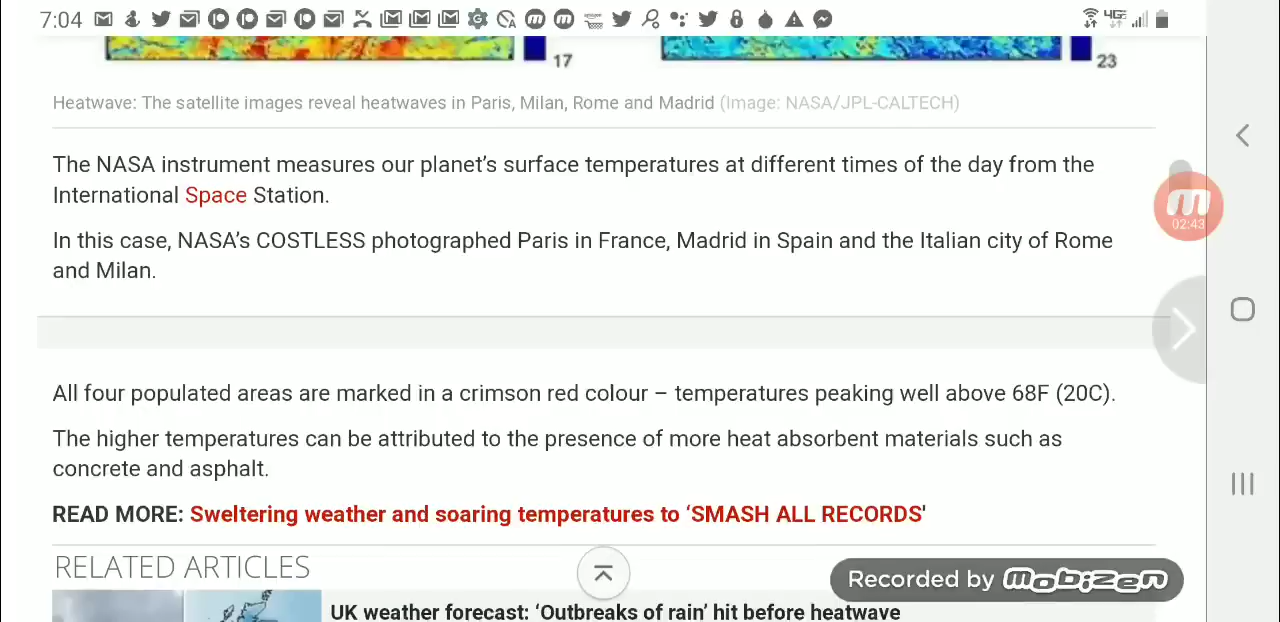 7:04
4G
17
23
Heatwave: The satellite images reveal heatwaves in Paris, Milan, Rome and Madrid (Image: NASA/JPL-CALTECH)
The NASA instrument measures our planet’s surface temperatures at different times of the day from the
International Space Station.
02:43
In this case, NASA’s COSTLESS photographed Paris in France, Madrid in Spain and the Italian city of Rome
and Milan.
All four populated areas are marked in a crimson red colour – temperatures peaking well above 68F (20C).
The higher temperatures can be attributed to the presence of more heat absorbent materials such as
concrete and asphalt.
READ MORE: Sweltering weather and soaring temperatures to ‘SMASH ALL RECORDS'
RELATED ARTICLES
Recorded by mobizen
UK weather forecast: ‘Outbreaks of rain’ hit before heatwave